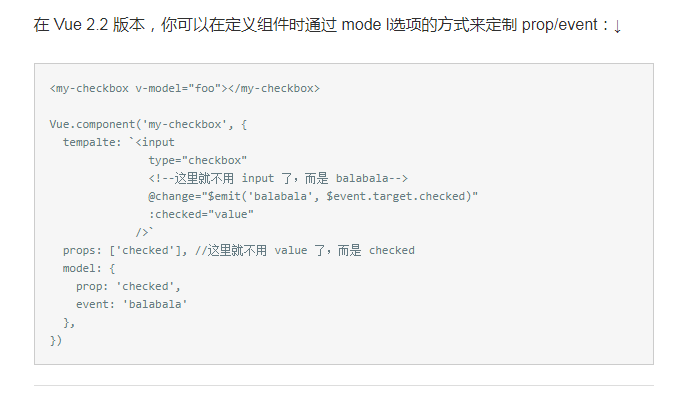 在 Vue 2.2 版本，你可以在定义组件时通过 mode l选项的方式来定制 prop/event：↓
<my-checkbox v-model="foo"></my-checkbox>
Vue.component('my-checkbox', {
  tempalte: `<input
               type="checkbox"
               <!--这里就不用 input 了，而是 balabala-->
               @change="$emit('balabala', $event.target.checked)"
               :checked="value"
             />`
  props: ['checked'], //这里就不用 value 了，而是 checked
  model: {
    prop: 'checked',
    event: 'balabala'
  },
})